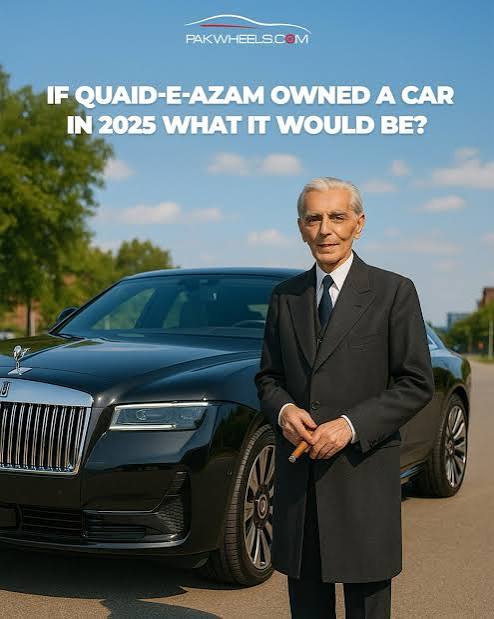 PAKWHEELS.COM
IF QUAID-E-AZAM OWNED A CAR
IN 2025 WHAT IT WOULD BE?